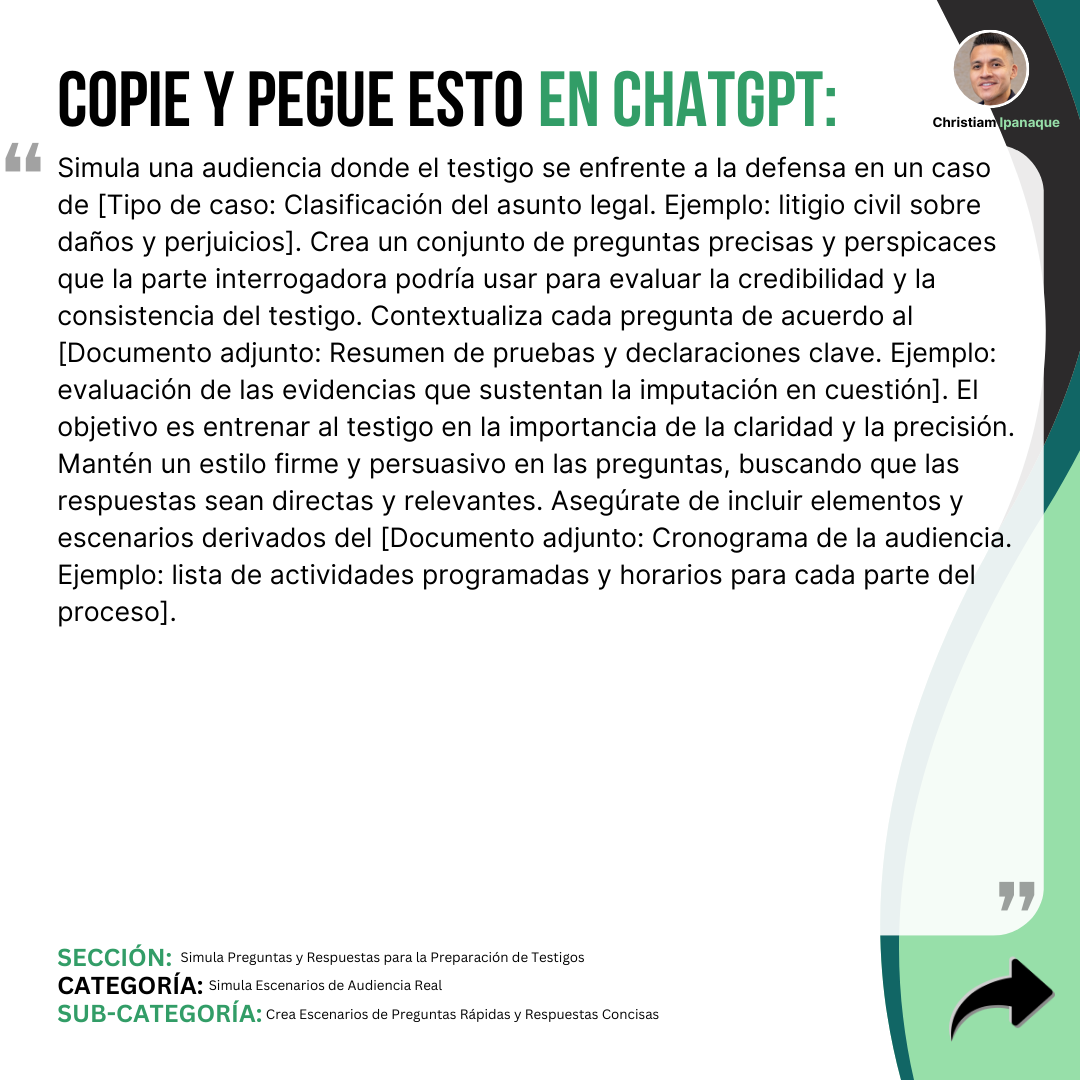 COPIE Y PEGUE ESTO EN CHATGPT:
Christiam Ipanaque
“
Simula una audiencia donde el testigo se enfrente a la defensa en un caso
de [Tipo de caso: Clasificación del asunto legal. Ejemplo: litigio civil sobre
daños y perjuicios]. Crea un conjunto de preguntas precisas y perspicaces
que la parte interrogadora podría usar para evaluar la credibilidad y la
consistencia del testigo. Contextualiza cada pregunta de acuerdo al
[Documento adjunto: Resumen de pruebas y declaraciones clave. Ejemplo:
evaluación de las evidencias que sustentan la imputación en cuestión]. El
objetivo es entrenar al testigo en la importancia de la claridad y la precisión.
Mantén un estilo firme y persuasivo en las preguntas, buscando que las
respuestas sean directas y relevantes. Asegúrate de incluir elementos y
escenarios derivados del [Documento adjunto: Cronograma de la audiencia.
Ejemplo: lista de actividades programadas y horarios para cada parte del
proceso].
”
SECCIÓN: Simula Preguntas y Respuestas para la Preparación de Testigos
CATEGORÍA: Simula Escenarios de Audiencia Real
SUB-CATEGORÍA: Crea Escenarios de Preguntas Rápidas y Respuestas Concisas